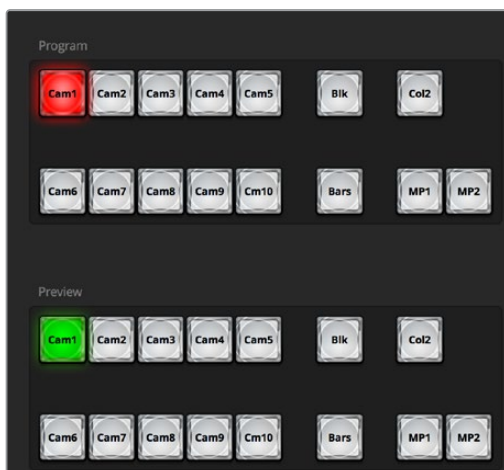 Program
Cam1 Cam2 Cam3 Cam4 Cam5 Blk Col2
Cam6 Cam7 Cam8 Cam9 Cm10 Bars MP1 MP2
Preview
Cam1 Cam2 Cam3 Cam4 Cam5 Blk Col2
Cam6 Cam7 Cam8 Cam9 Cm10 Bars MP1 MP2